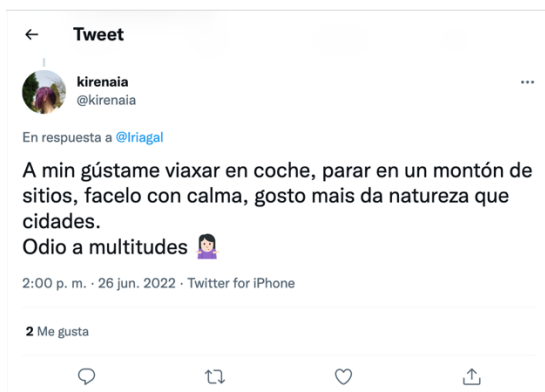 Tweet
kirenaia
@kirenaia
En respuesta a @Iriagal
A min gústame viaxar en coche, parar en un montón de
sitios, facelo con calma, gosto mais da natureza que
cidades.
Odio a multitudes 🤷🏻‍♀️
2:00 p. m. · 26 jun. 2022 · Twitter for iPhone
2 Me gusta